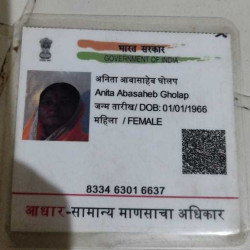 भारत सरकार
GOVERNMENT OF INDIA
अनिता आबासाहेब घोलप
Anita Abasaheb Gholap
जन्म तारीख/ DOB: 01/01/1966
महिला / FEMALE
8334 6301 6637
आधार-सामान्य माणसाचा अधिकार